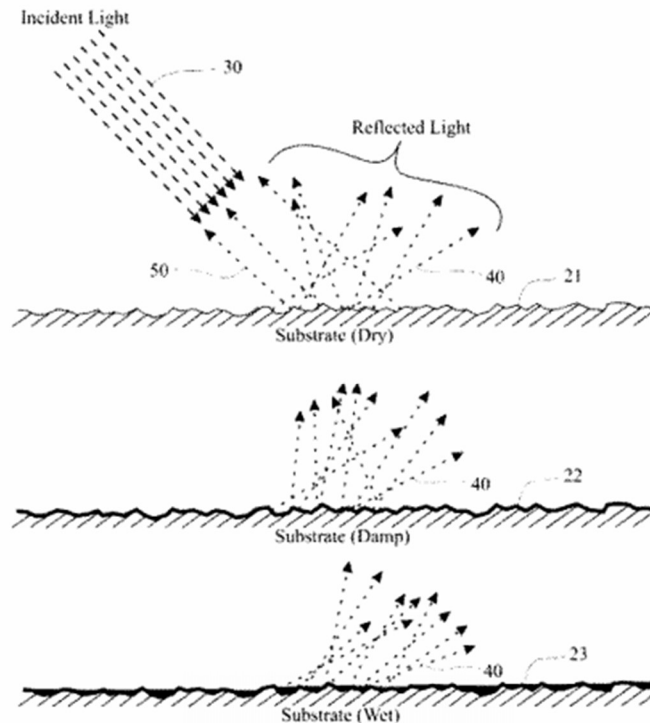 Incident Light
30
Reflected Light
50
40
21
Substrate (Dry)
40
22
Substrate (Damp)
40
23
Substrate (Wet)